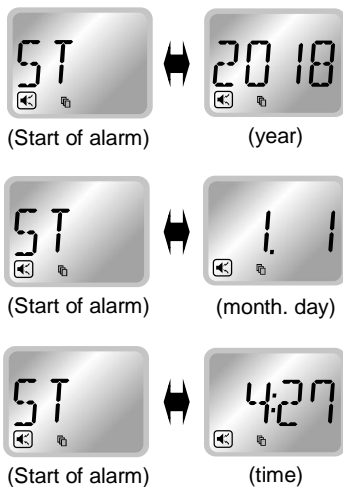 ST 2018
(Start of alarm) (year)
ST 1. 1
(Start of alarm) (month. day)
ST 4:27
(Start of alarm) (time)